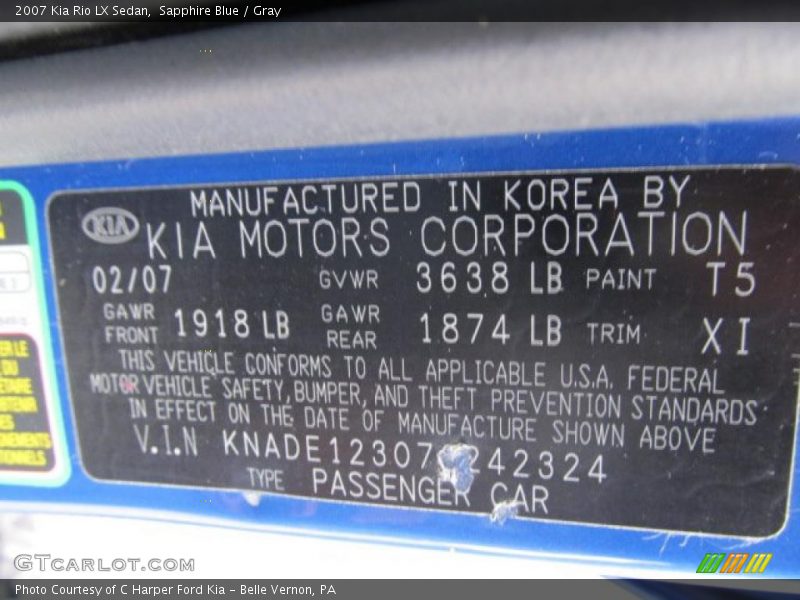 2007 Kia Rio LX Sedan, Sapphire Blue / Gray
MANUFACTURED IN KOREA BY
KIA KIA MOTORS CORPORATION
02/07 GVWR 3638 LB PAINT T5
GAWR FRONT 1918 LB GAWR REAR 1874 LB TRIM XI
THIS VEHICLE CONFORMS TO ALL APPLICABLE U.S.A. FEDERAL
MOTOR VEHICLE SAFETY, BUMPER, AND THEFT PREVENTION STANDARDS
IN EFFECT ON THE DATE OF MANUFACTURE SHOWN ABOVE
V.I.N
TYPE PASSENGER CAR
GTCarLot.com
Photo Courtesy of C Harper Ford Kia - Belle Vernon, PA